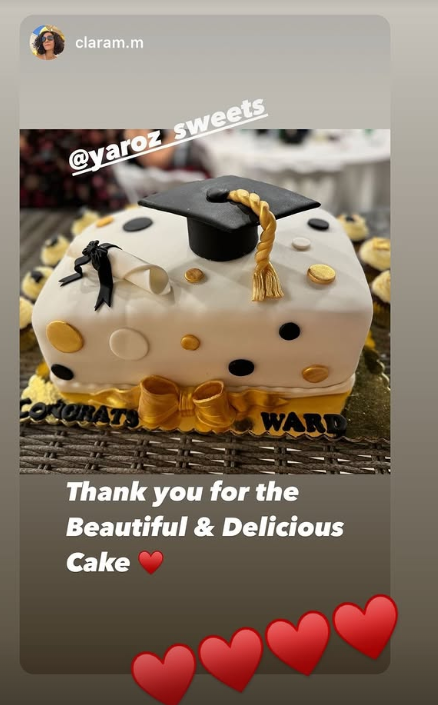 claram.m
@yaroz_sweets
CONGRATS WARD
Thank you for the
Beautiful & Delicious
Cake ❤️